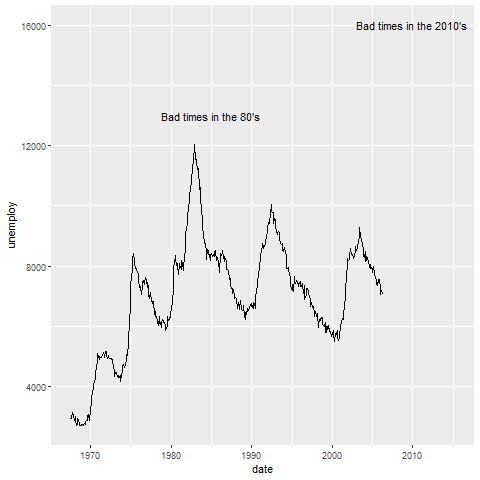 Bad times in the 2010's
16000
Bad times in the 80's
12000
unemploy
8000
4000
1970 1980 1990 2000 2010
date